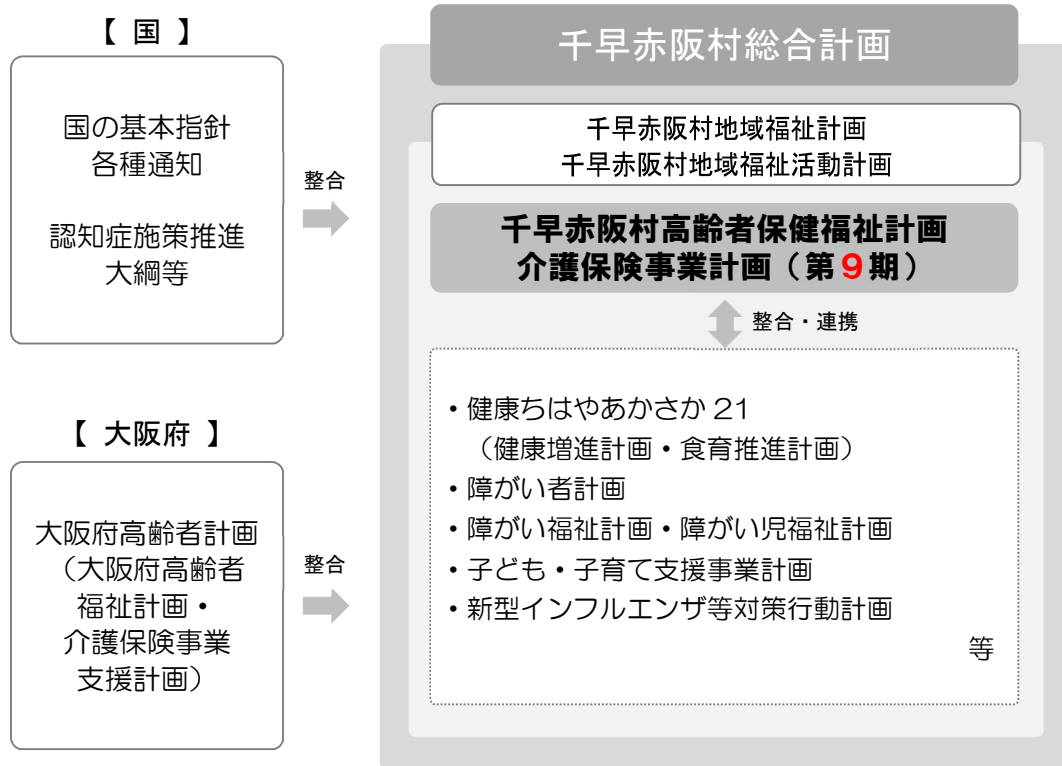 【 国 】
国の基本指針
各種通知
認知症施策推進
大綱等
整合
【 大阪府 】
大阪府高齢者計画
（大阪府高齢者
福祉計画・
介護保険事業
支援計画）
整合
千早赤阪村総合計画
千早赤阪村地域福祉計画
千早赤阪村地域福祉活動計画
千早赤阪村高齢者保健福祉計画
介護保険事業計画（第９期）
整合・連携
・健康ちはやあかさか 21
（健康増進計画・食育推進計画）
・障がい者計画
・障がい福祉計画・障がい児福祉計画
・子ども・子育て支援事業計画
・新型インフルエンザ等対策行動計画
等